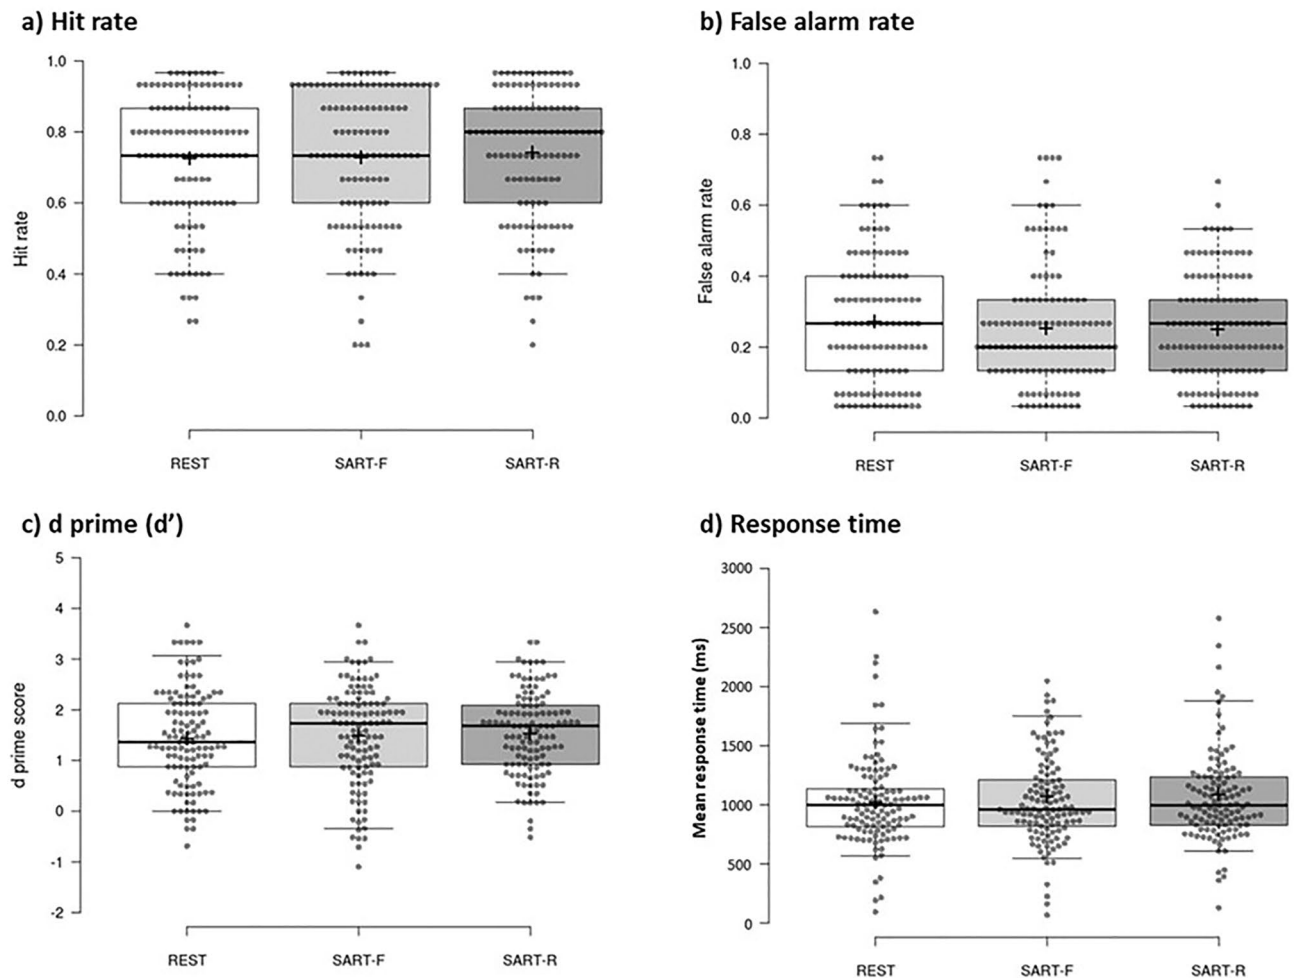 a) Hit rate
1.0
0.8
0.6
0.4
0.2
0.0
Hit rate
REST SART-F SART-R
b) False alarm rate
1.0
0.8
0.6
0.4
0.2
0.0
False alarm rate
REST SART-F SART-R
c) d prime (d’)
5
4
3
2
1
0
-1
-2
d prime score
REST SART-F SART-R
d) Response time
3000
2500
2000
1500
1000
500
0
Mean response time (ms)
REST SART-F SART-R